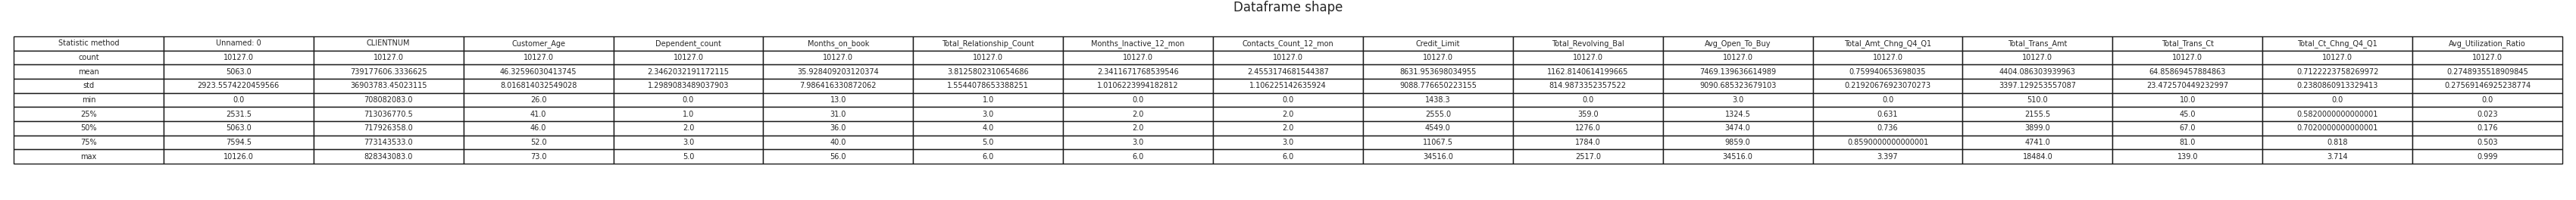 Dataframe shape
Statistic method Unnamed: 0 CLIENTNUM Customer_Age Dependent_count Months_on_book Total_Relationship_Count Months_Inactive_12_mon Contacts_Count_12_mon Credit_Limit Total_Revolving_Bal Avg_Open_To_Buy Total_Amt_Chng_Q4_Q1 Total_Trans_Amt Total_Trans_Ct Total_Ct_Chng_Q4_Q1 Avg_Utilization_Ratio
count 10127.0 10127.0 10127.0 10127.0 10127.0 10127.0 10127.0 10127.0 10127.0 10127.0 10127.0 10127.0 10127.0 10127.0 10127.0 10127.0
mean 5063.0 739177606.3336625 46.32596030413745 2.3462032191172115 35.928409203120374 3.8125802310654686 2.3411671768539546 2.4553174681544387 8631.953698034955 1162.8140614199665 7469.139636614989 0.759940653698035 4404.086303939963 64.85869457884863 0.7122223758269972 0.2748935518909845
std 2923.5574220459566 36903783.45023115 8.016814032549028 1.2989083489037903 7.986416330872062 1.5544078653388251 1.0106223994182812 1.106225142635924 9088.776650223155 814.9873352357522 9090.685323679103 0.21920676923070273 3397.129253557087 23.472570449232997 0.2380860913329413 0.27569146925238774
min 0.0 708082083.0 26.0 0.0 13.0 1.0 0.0 0.0 1438.3 0.0 3.0 0.0 510.0 10.0 0.0 0.0
25% 2531.5 713036770.5 41.0 1.0 31.0 3.0 2.0 2.0 2555.0 359.0 1324.5 0.631 2155.5 45.0 0.5820000000000001 0.023
50% 5063.0 717926358.0 46.0 2.0 36.0 4.0 2.0 2.0 4549.0 1276.0 3474.0 0.736 3899.0 67.0 0.7020000000000001 0.176
75% 7594.5 773143533.0 52.0 3.0 40.0 5.0 3.0 3.0 11067.5 1784.0 9859.0 0.8590000000000001 4741.0 81.0 0.818 0.503
max 10126.0 828343083.0 73.0 5.0 56.0 6.0 6.0 6.0 34516.0 2517.0 34516.0 3.397 18484.0 139.0 3.714 0.999